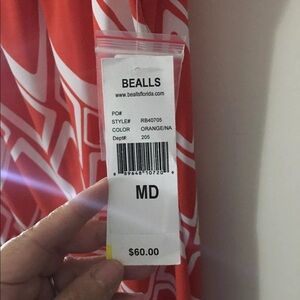 BEALLS
www.beallsflorida.com
PO#
STYLE# RB40705
COLOR ORANGE/NA
Dept# 205
MD
$60.00